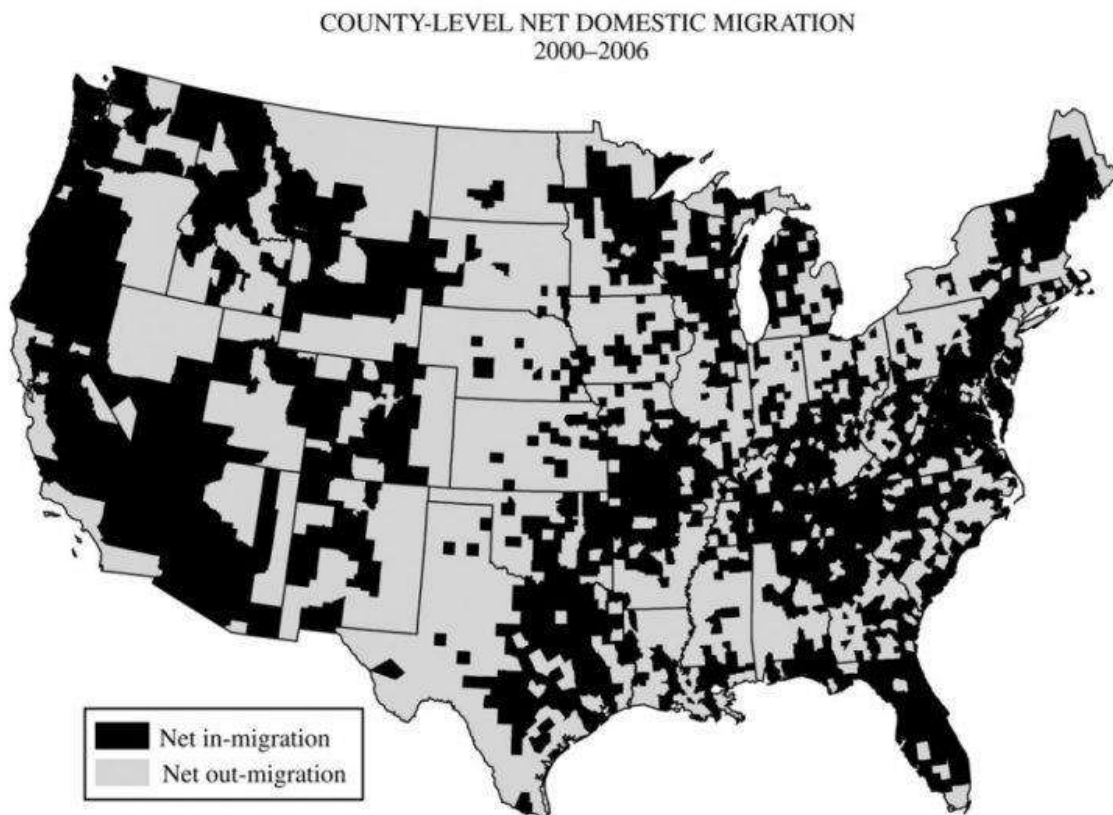 COUNTY-LEVEL NET DOMESTIC MIGRATION
2000–2006
Net in-migration
Net out-migration